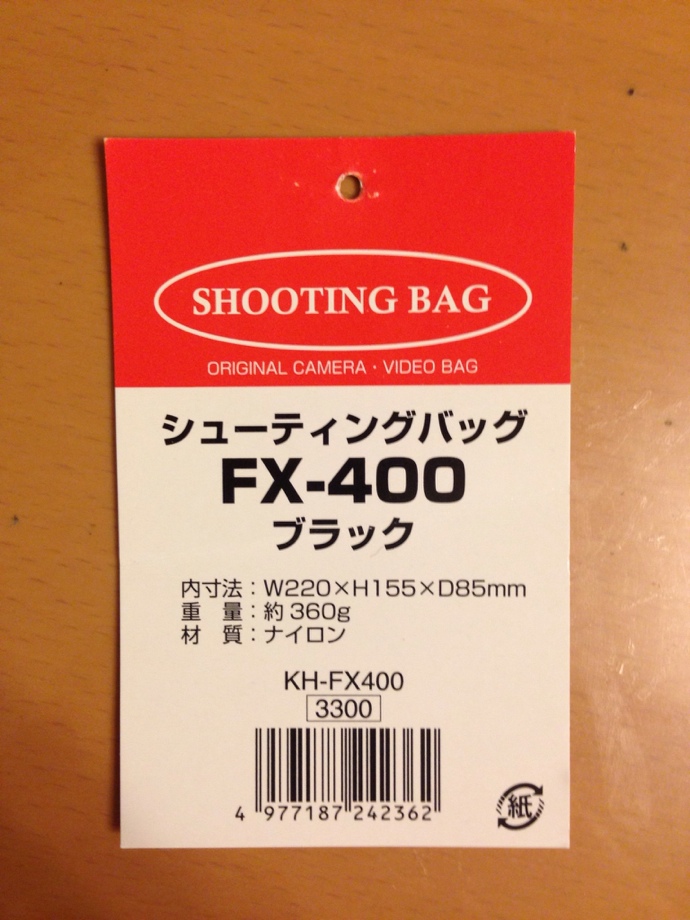 SHOOTING BAG
ORIGINAL CAMERA・VIDEO BAG
シューティングバッグ
FX-400
ブラック
内寸法：W220×H155×D85mm
重　量：約360g
材　質：ナイロン
KH-FX400
3300
4 977187 242362
紙